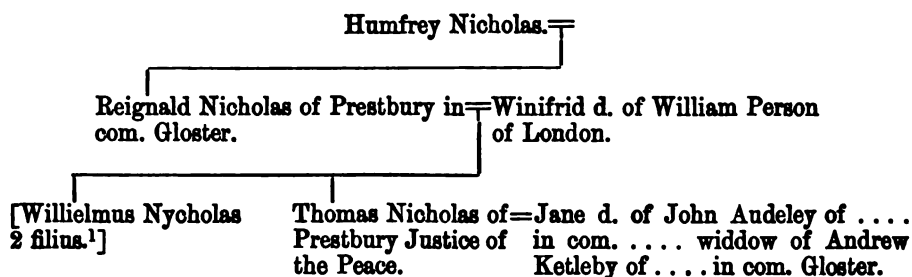 Humfrey Nicholas.=
Reignald Nicholas of Prestbury in=Winifrid d. of William Person
com. Gloster. of London.
[Willielmus Nycholas Thomas Nicholas of=Jane d. of John Audeley of ....
2 filius.¹] Prestbury Justice of in com. ..... widdow of Andrew
the Peace. Ketleby of .... in com. Gloster.